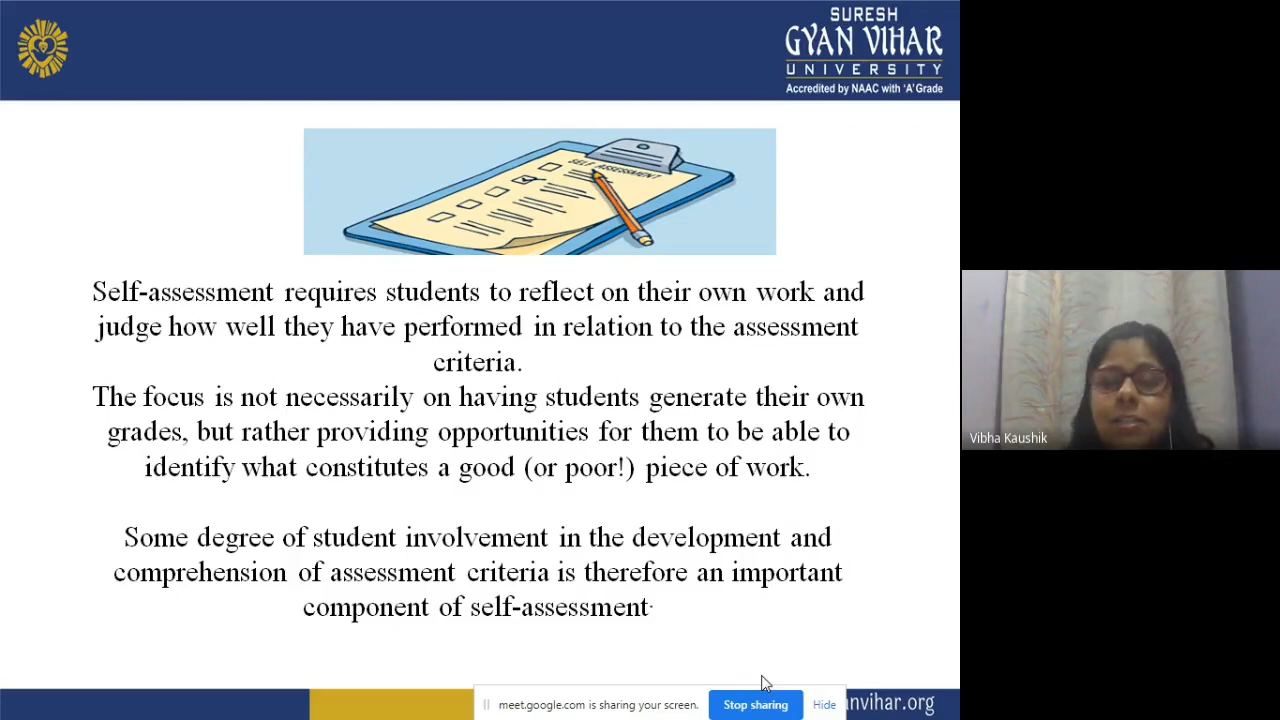 SURESH
GYAN VIHAR
UNIVERSITY
Accredited by NAAC with 'A' Grade
SELF ASSESSMENT
Self-assessment requires students to reflect on their own work and
judge how well they have performed in relation to the assessment
criteria.
The focus is not necessarily on having students generate their own
grades, but rather providing opportunities for them to be able to
identify what constitutes a good (or poor!) piece of work.
Vibha Kaushik
Some degree of student involvement in the development and
comprehension of assessment criteria is therefore an important
component of self-assessment.
meet.google.com is sharing your screen.
Stop sharing
Hide
anvihar.org